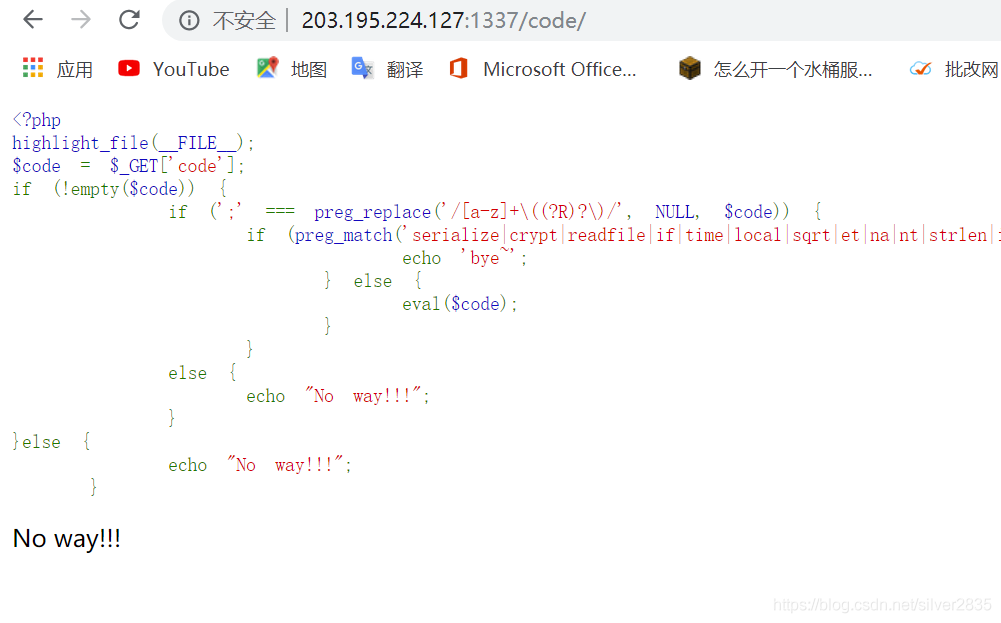 不安全 | 203.195.224.127:1337/code/
应用 YouTube 地图 翻译 Microsoft Office... 怎么开一个水桶服... 批改网
<?php
highlight_file(__FILE__);
$code = $_GET['code'];
if (!empty($code)) {
if (';' === preg_replace('/[a-z]+\((?R)?\)/', NULL, $code)) {
if (preg_match('serialize|crypt|readfile|if|time|local|sqrt|et|na|nt|strlen|
echo 'bye~';
} else {
eval($code);
}
}
else {
echo "No way!!!";
}
}else {
echo "No way!!!";
}
No way!!!
https://blog.csdn.net/silver2835